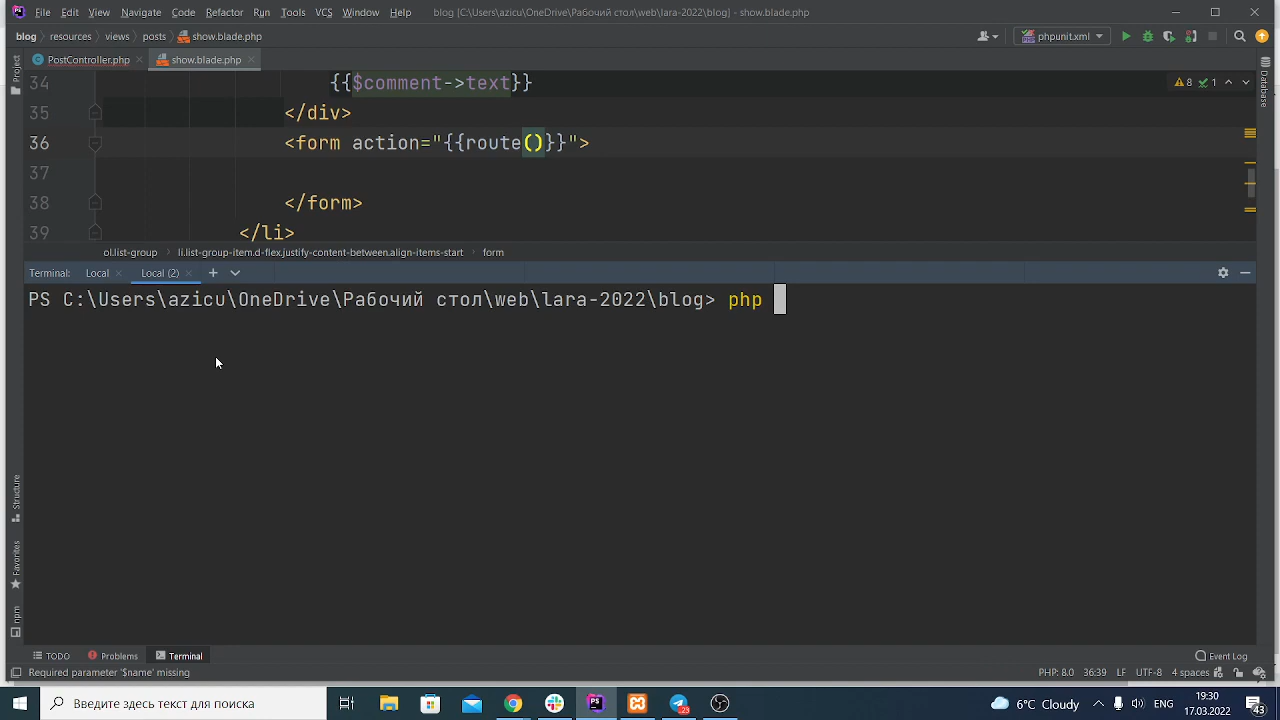 File Edit View Navigate Code Refactor Run Tools VCS Window Help blog [C:\Users\azicu\OneDrive\Рабочий стол\web\lara-2022\blog] - show.blade.php
blog resources views posts show.blade.php phpunit.xml
Project PostController.php show.blade.php
34 {{$comment->text}} 8 1
35 </div>
36 <form action="{{route()}}">
37
38 </form>
39 </li>
Database
ol.list-group li.list-group-item.d-flex.justify-content-between.align-items-start form
Terminal: Local Local (2)
PS C:\Users\azicu\OneDrive\Рабочий стол\web\lara-2022\blog> php
Structure
Favorites
npm
TODO Problems Terminal Event Log
Required parameter '$name' missing PHP: 8.0 36:39 LF UTF-8 4 spaces
Введите здесь текст для поиска 23 6°C Cloudy ENG 19:30
17.03.2022 43